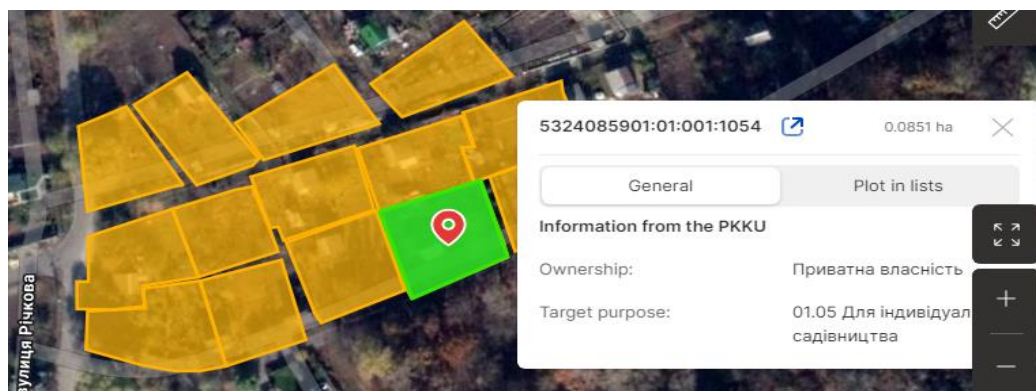 5324085901:01:001:1054
0.0851 ha
General
Plot in lists
Information from the PKKU
Ownership:
Приватна власність
Target purpose:
01.05 Для індивідуал
садівництва
вулиця Річкова